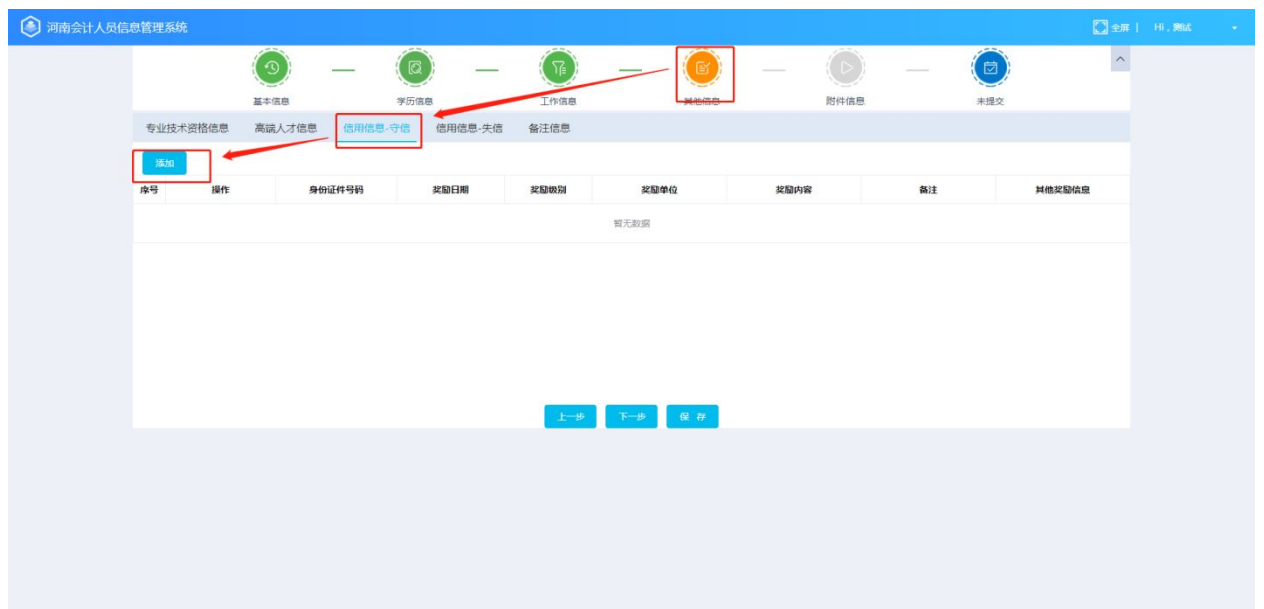 河南会计人员信息管理系统 全屏 | Hi，测试
基本信息 学历信息 工作信息 其他信息 附件信息 未提交
专业技术资格信息 高端人才信息 信用信息-守信 信用信息-失信 备注信息
添加
序号 操作 身份证件号码 奖励日期 奖励级别 奖励单位 奖励内容 备注 其他奖励信息
暂无数据
上一步 下一步 保 存